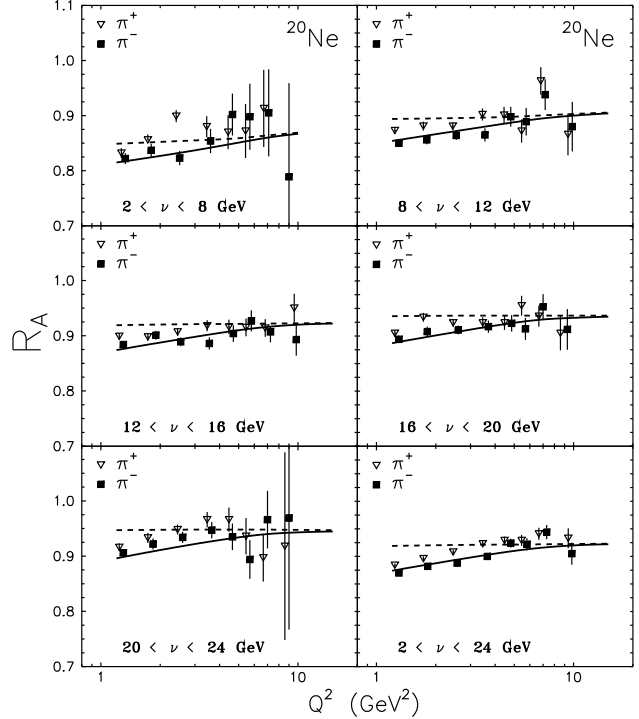 1.1
π⁺ ²⁰Ne π⁺ ²⁰Ne
π⁻ π⁻
1.0
0.9
0.8
2 < ν < 8 GeV 8 < ν < 12 GeV
0.7
π⁺ π⁺
π⁻ π⁻
1.0
R_A
0.9
0.8
12 < ν < 16 GeV 16 < ν < 20 GeV
0.7
π⁺ π⁺
π⁻ π⁻
1.0
0.9
0.8
20 < ν < 24 GeV 2 < ν < 24 GeV
0.7
1 10 1 10
Q² (GeV²)